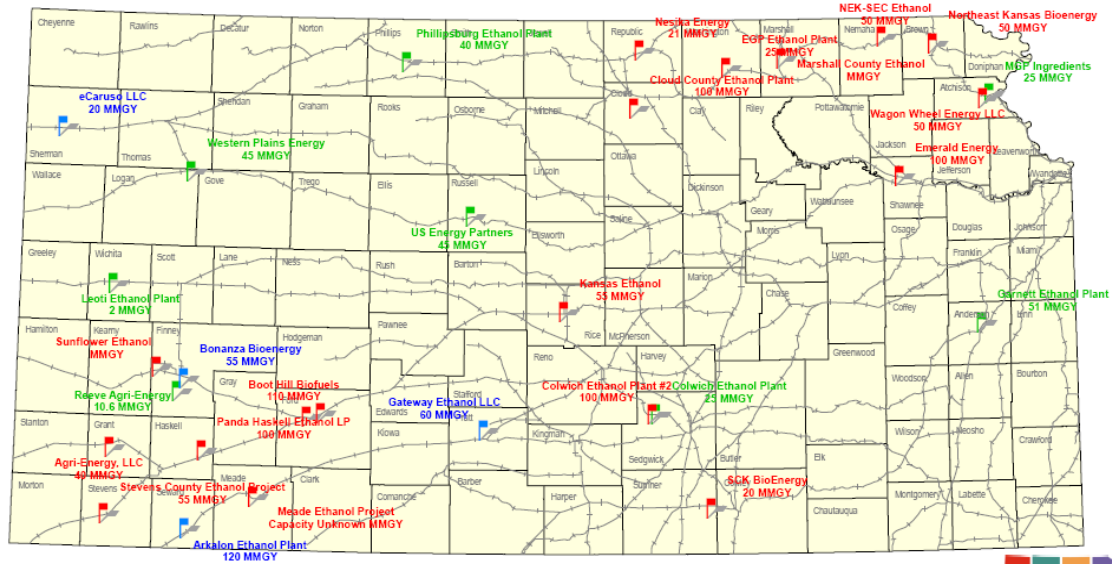 Cheyenne
Rawlins
Decatur
Norton
Phillips
Phillipsburg Ethanol Plant
40 MMGY
Republic
Nesika Energy
21 MMGY
Marshall
EGP Ethanol Plant
25 MMGY
Marshall County Ethanol
MMGY
NEK-SEC Ethanol
50 MMGY
Nemaha
Brown
Northeast Kansas Bioenergy
50 MMGY
Doniphan
MGP Ingredients
25 MMGY
Atchison
Cloud County Ethanol Plant
100 MMGY
eCaruso LLC
20 MMGY
Sherman
Thomas
Sheridan
Graham
Rooks
Osborne
Mitchell
Cloud
Clay
Riley
Pottawatomie
Jackson
Wagon Wheel Energy LLC
50 MMGY
Emerald Energy
100 MMGY
Jefferson
Leavenworth
Wyandotte
Western Plains Energy
45 MMGY
Wallace
Logan
Gove
Trego
Ellis
Russell
US Energy Partners
45 MMGY
Lincoln
Ottawa
Saline
Ellsworth
Dickinson
Geary
Morris
Wabaunsee
Shawnee
Osage
Douglas
Johnson
Franklin
Miami
Greeley
Wichita
Scott
Lane
Ness
Rush
Barton
Leoti Ethanol Plant
2 MMGY
Kansas Ethanol
55 MMGY
Rice
McPherson
Marion
Chase
Lyon
Coffey
Anderson
Linn
Garnett Ethanol Plant
51 MMGY
Hamilton
Kearny
Finney
Hodgeman
Pawnee
Sunflower Ethanol
MMGY
Bonanza Bioenergy
55 MMGY
Reeve Agri-Energy
10.6 MMGY
Gray
Ford
Boot Hill Biofuels
110 MMGY
Panda Haskell Ethanol LP
100 MMGY
Edwards
Stafford
Gateway Ethanol LLC
60 MMGY
Pratt
Kiowa
Reno
Harvey
Colwich Ethanol Plant #2
100 MMGY
Colwich Ethanol Plant
25 MMGY
Kingman
Sedgwick
Butler
Greenwood
Woodson
Allen
Bourbon
Wilson
Neosho
Crawford
Elk
Stanton
Grant
Haskell
Agri-Energy, LLC
40 MMGY
Morton
Stevens
Seward
Meade
Clark
Stevens County Ethanol Project
55 MMGY
Meade Ethanol Project
Capacity Unknown MMGY
Arkalon Ethanol Plant
120 MMGY
Comanche
Barber
Harper
Sumner
Cowley
SCK BioEnergy
20 MMGY
Chautauqua
Montgomery
Labette
Cherokee